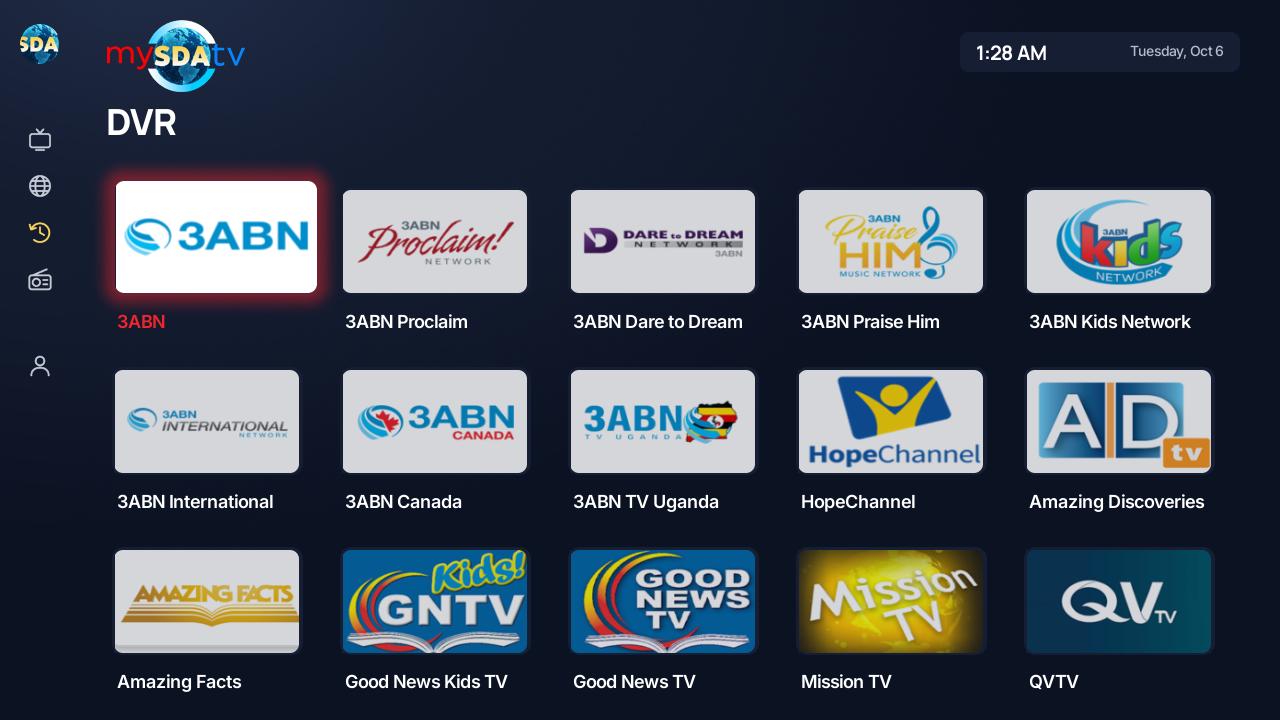 SDA
mySDAtv
1:28 AM
Tuesday, Oct 6
DVR
3ABN
3ABN
Proclaim!
NETWORK
DARE to DREAM
NETWORK
3ABN
3ABN
Praise
HIM
MUSIC NETWORK
3ABN
kids
NETWORK
3ABN
3ABN Proclaim
3ABN Dare to Dream
3ABN Praise Him
3ABN Kids Network
3ABN
INTERNATIONAL
NETWORK
3ABN
CANADA
3ABN
TV UGANDA
HopeChannel
AD
tv
3ABN International
3ABN Canada
3ABN TV Uganda
HopeChannel
Amazing Discoveries
AMAZING FACTS
Kids!
GNTV
GOOD
NEWS
TV
Mission
TV
QVTV
Amazing Facts
Good News Kids TV
Good News TV
Mission TV
QVTV